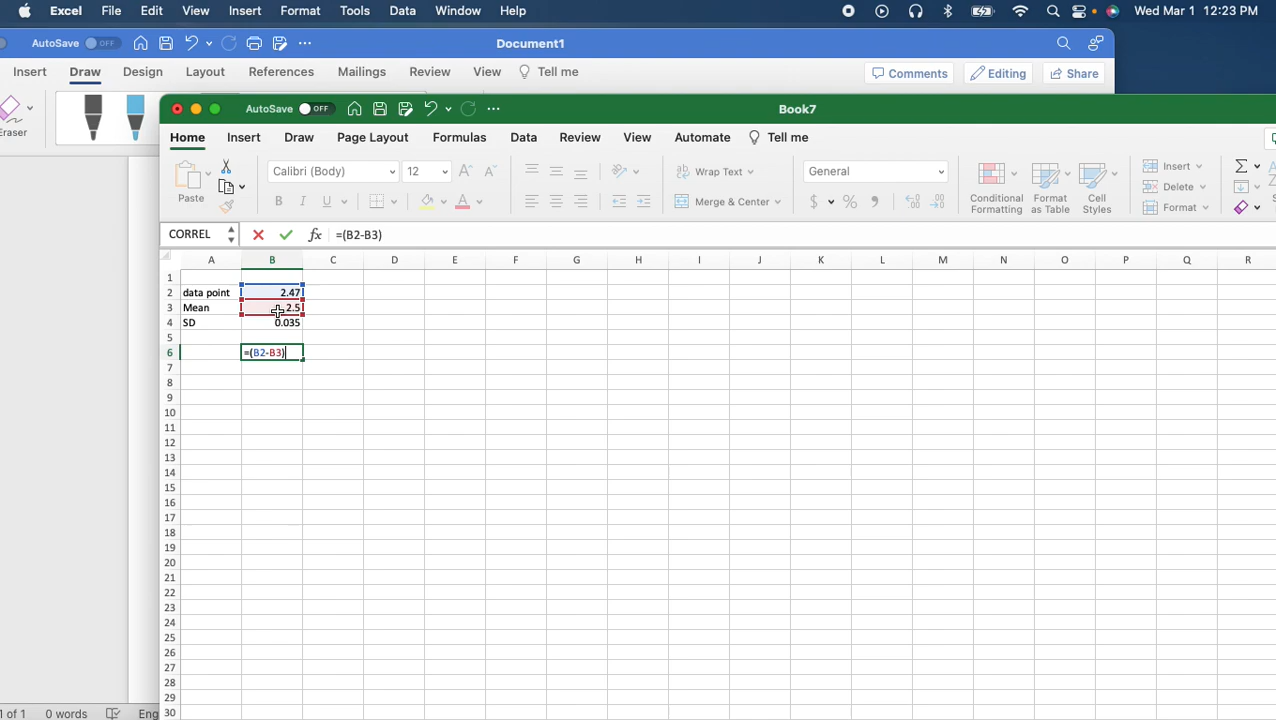 Excel File Edit View Insert Format Tools Data Window Help Wed Mar 1 12:23 PM
AutoSave OFF Document1
Insert Draw Design Layout References Mailings Review View Tell me Comments Editing Share
Eraser
AutoSave OFF Book7
Home Insert Draw Page Layout Formulas Data Review View Automate Tell me
Paste Calibri (Body) 12 Wrap Text General Conditional Formatting Format as Table Cell Styles Insert
B I U A Merge & Center $ % Delete
Format
CORREL fx =(B2-B3)
A B C D E F G H I J K L M N O P Q R
1
2 data point 2.47
3 Mean 2.5
4 SD 0.035
5
6 =(B2-B3)
7
8
9
10
11
12
13
14
15
16
17
18
19
20
21
22
23
24
25
26
27
28
29
30
1 of 1 0 words Eng